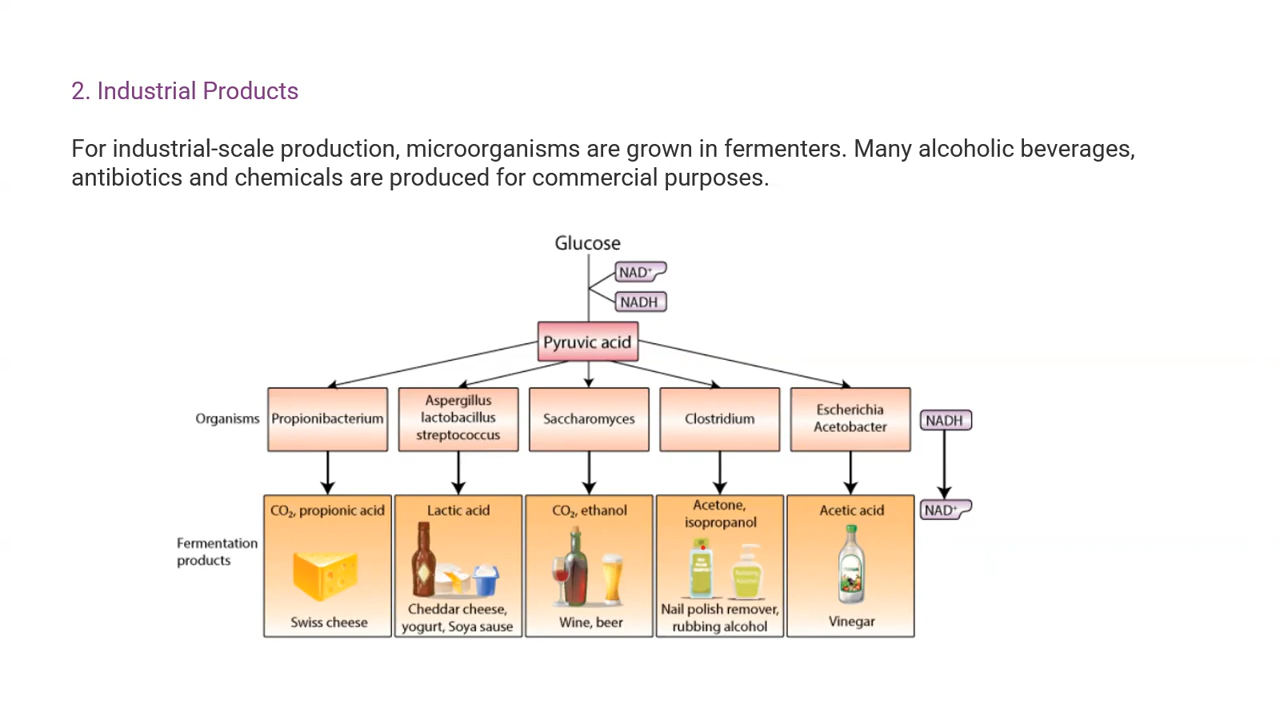 2. Industrial Products
For industrial-scale production, microorganisms are grown in fermenters. Many alcoholic beverages,
antibiotics and chemicals are produced for commercial purposes.
Glucose
NAD⁺
NADH
Pyruvic acid
Organisms
Propionibacterium
Aspergillus
lactobacillus
streptococcus
Saccharomyces
Clostridium
Escherichia
Acetobacter
NADH
Fermentation
products
CO₂, propionic acid
Swiss cheese
Lactic acid
Cheddar cheese,
yogurt, Soya sause
CO₂, ethanol
Wine, beer
Acetone,
isopropanol
Nail polish remover,
rubbing alcohol
Acetic acid
Vinegar
NAD⁺